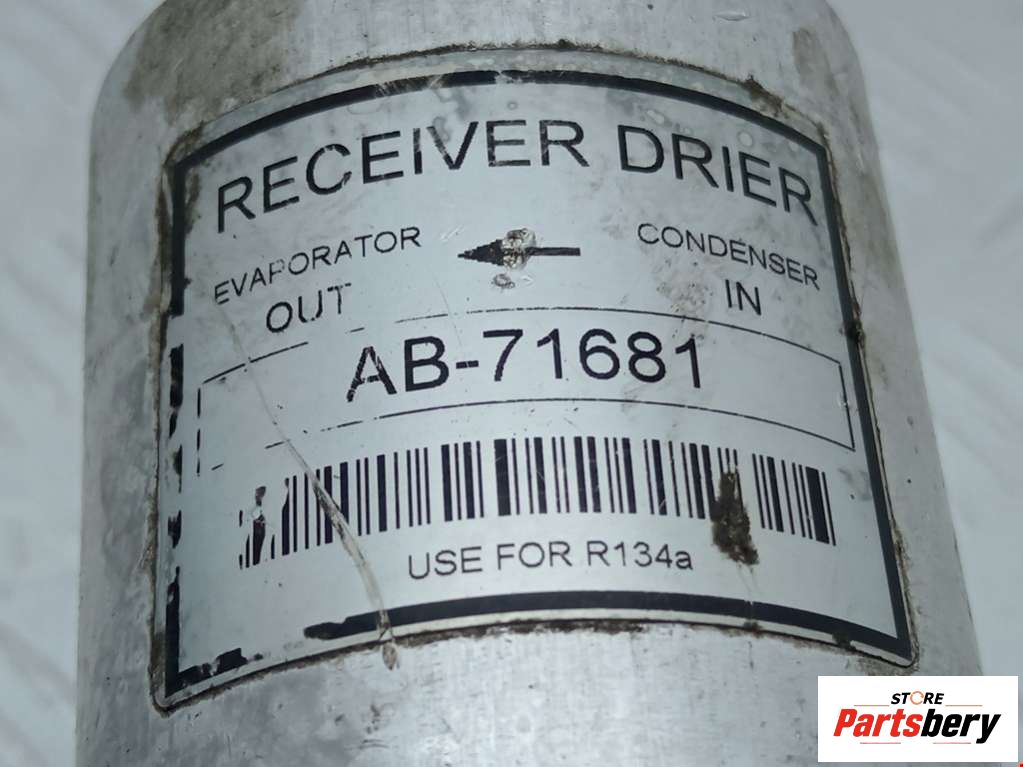 RECEIVER DRIER
EVAPORATOR
OUT
CONDENSER
IN
AB-71681
USE FOR R134a
STORE
Partsbery